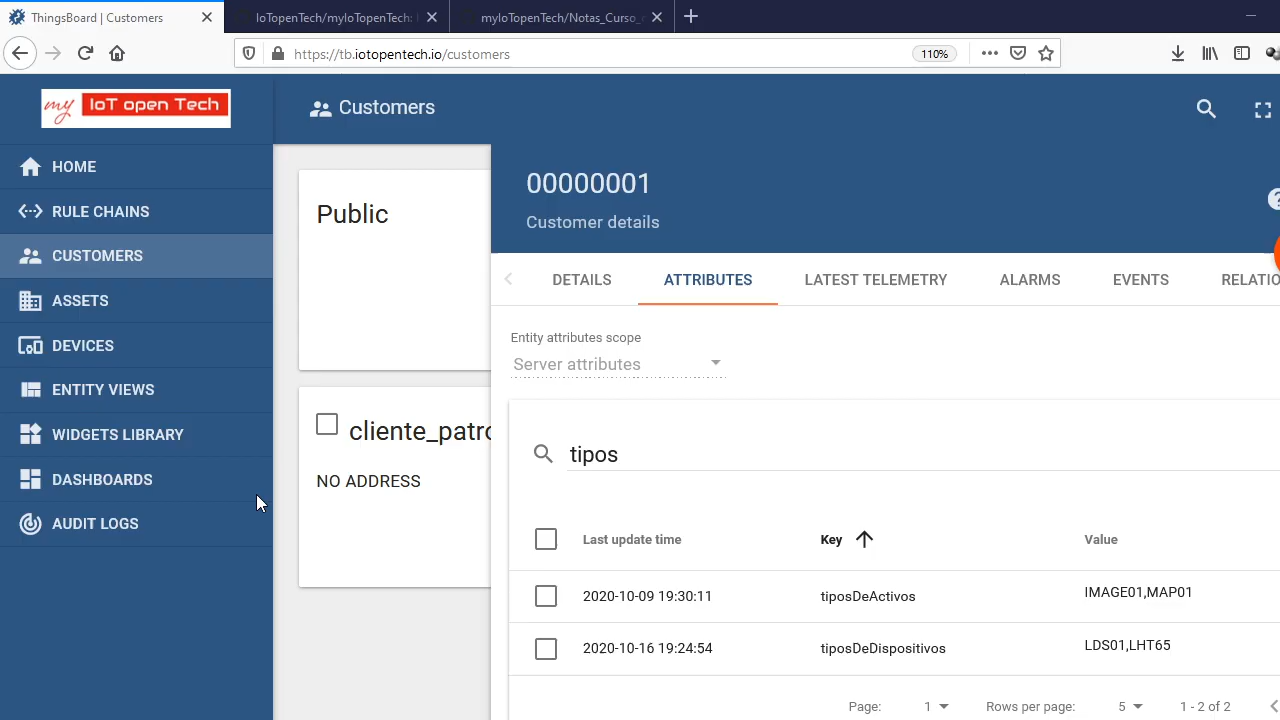 ThingsBoard | Customers
IoTopenTech/myIoTopenTech:
myIoTopenTech/Notas_Curso_
https://tb.iotopentech.io/customers
110%
my IoT open Tech
Customers
HOME
RULE CHAINS
CUSTOMERS
ASSETS
DEVICES
ENTITY VIEWS
WIDGETS LIBRARY
DASHBOARDS
AUDIT LOGS
Public
cliente_patro
NO ADDRESS
00000001
Customer details
DETAILS
ATTRIBUTES
LATEST TELEMETRY
ALARMS
EVENTS
RELATIO
Entity attributes scope
Server attributes
tipos
Last update time
Key
Value
2020-10-09 19:30:11
tiposDeActivos
IMAGE01,MAP01
2020-10-16 19:24:54
tiposDeDispositivos
LDS01,LHT65
Page:
1
Rows per page:
5
1 - 2 of 2